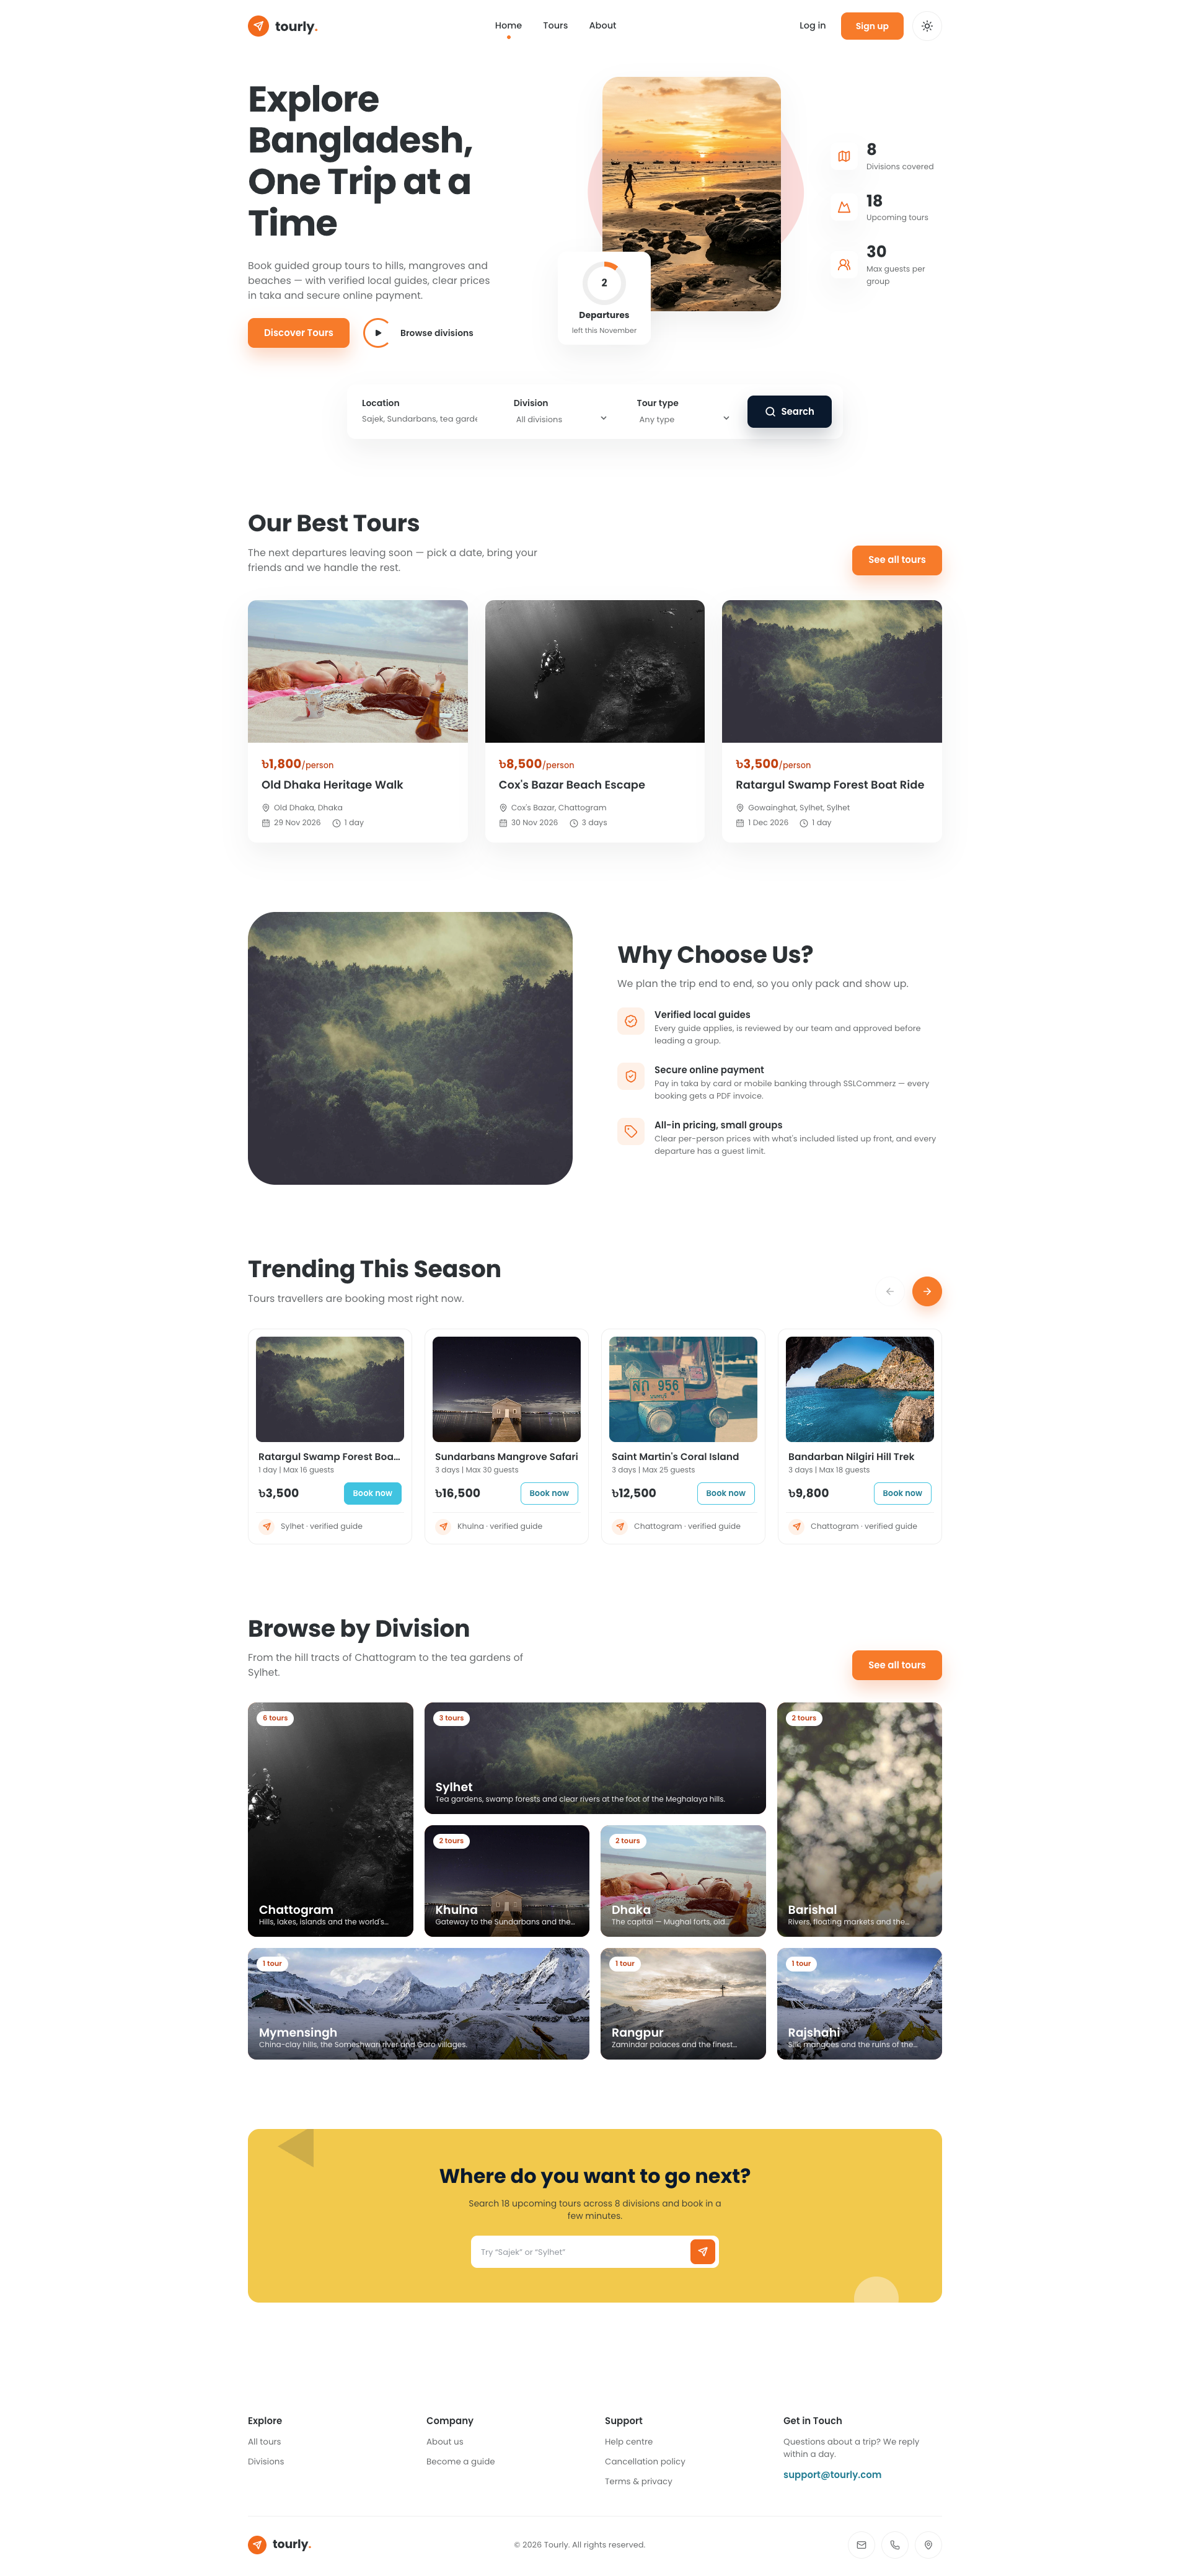 tourly.
Home
Tours
About
Log in
Sign up
Explore
Bangladesh,
One Trip at a
Time
Book guided group tours to hills, mangroves and
beaches — with verified local guides, clear prices
in taka and secure online payment.
Discover Tours
Browse divisions
2
Departures
left this November
8
Divisions covered
18
Upcoming tours
30
Max guests per
group
Location
Sajek, Sundarbans, tea garde
Division
All divisions
Tour type
Any type
Search
Our Best Tours
The next departures leaving soon — pick a date, bring your
friends and we handle the rest.
See all tours
৳1,800/person
Old Dhaka Heritage Walk
Old Dhaka, Dhaka
29 Nov 2026
1 day
৳8,500/person
Cox's Bazar Beach Escape
Cox's Bazar, Chattogram
30 Nov 2026
3 days
৳3,500/person
Ratargul Swamp Forest Boat Ride
Gowainghat, Sylhet, Sylhet
1 Dec 2026
1 day
Why Choose Us?
We plan the trip end to end, so you only pack and show up.
Verified local guides
Every guide applies, is reviewed by our team and approved before
leading a group.
Secure online payment
Pay in taka by card or mobile banking through SSLCommerz — every
booking gets a PDF invoice.
All-in pricing, small groups
Clear per-person prices with what's included listed up front, and every
departure has a guest limit.
Trending This Season
Tours travellers are booking most right now.
Ratargul Swamp Forest Boa...
1 day | Max 16 guests
৳3,500
Book now
Sylhet · verified guide
Sundarbans Mangrove Safari
3 days | Max 30 guests
৳16,500
Book now
Khulna · verified guide
956
Saint Martin's Coral Island
3 days | Max 25 guests
৳12,500
Book now
Chattogram · verified guide
Bandarban Nilgiri Hill Trek
3 days | Max 18 guests
৳9,800
Book now
Chattogram · verified guide
Browse by Division
From the hill tracts of Chattogram to the tea gardens of
Sylhet.
See all tours
6 tours
Chattogram
Hills, lakes, islands and the world's...
3 tours
Sylhet
Tea gardens, swamp forests and clear rivers at the foot of the Meghalaya hills.
2 tours
Khulna
Gateway to the Sundarbans and the...
2 tours
Dhaka
The capital — Mughal forts, old...
2 tours
Barishal
Rivers, floating markets and the...
1 tour
Mymensingh
China-clay hills, the Someshwari river and Garo villages.
1 tour
Rangpur
Zamindar palaces and the finest...
1 tour
Rajshahi
Silk, mangoes and the ruins of the...
Where do you want to go next?
Search 18 upcoming tours across 8 divisions and book in a
few minutes.
Try "Sajek" or "Sylhet"
Explore
All tours
Divisions
Company
About us
Become a guide
Support
Help centre
Cancellation policy
Terms & privacy
Get in Touch
Questions about a trip? We reply
within a day.
support@tourly.com
tourly.
© 2026 Tourly. All rights reserved.